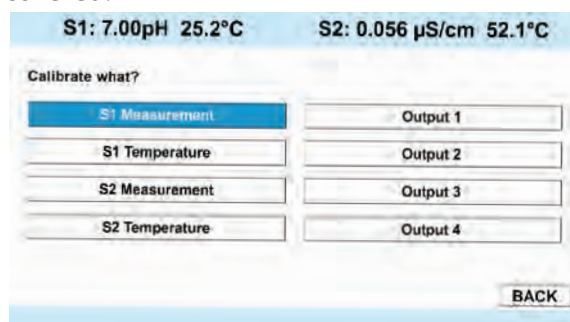 S1: 7.00pH 25.2°C S2: 0.056 µS/cm 52.1°C
Calibrate what?
S1 Measurement Output 1
S1 Temperature Output 2
S2 Measurement Output 3
S2 Temperature Output 4
BACK